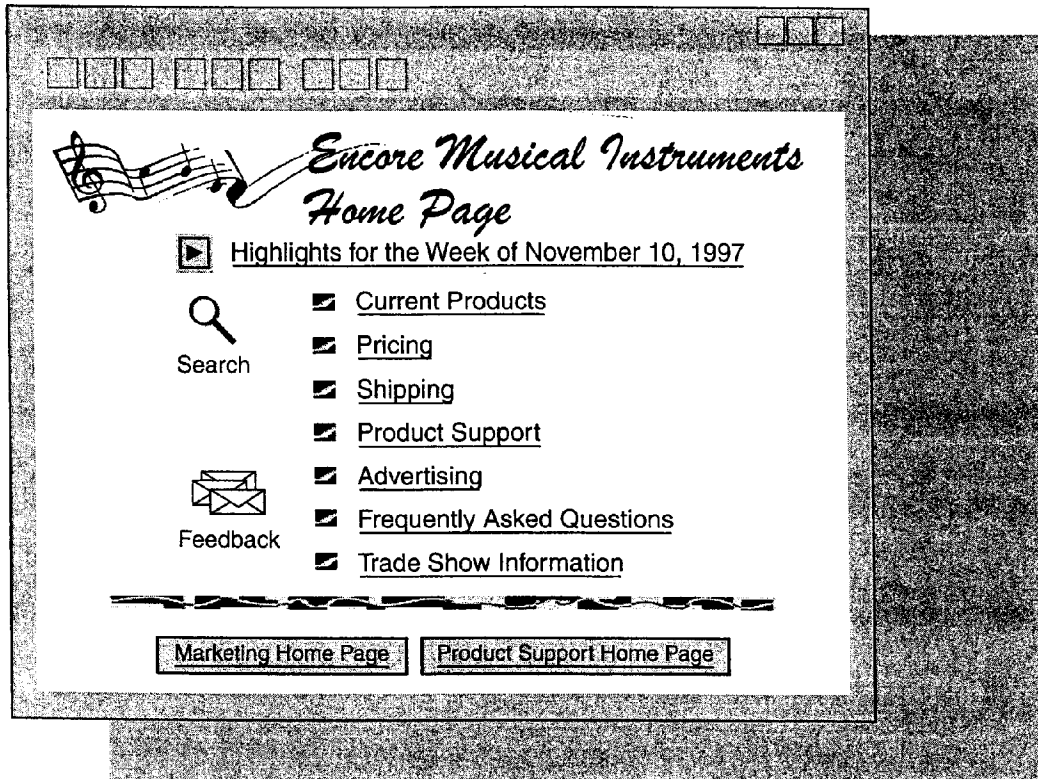 Encore Musical Instruments
Home Page
Highlights for the Week of November 10, 1997
Current Products
Search
Pricing
Shipping
Product Support
Advertising
Feedback
Frequently Asked Questions
Trade Show Information
Marketing Home Page
Product Support Home Page